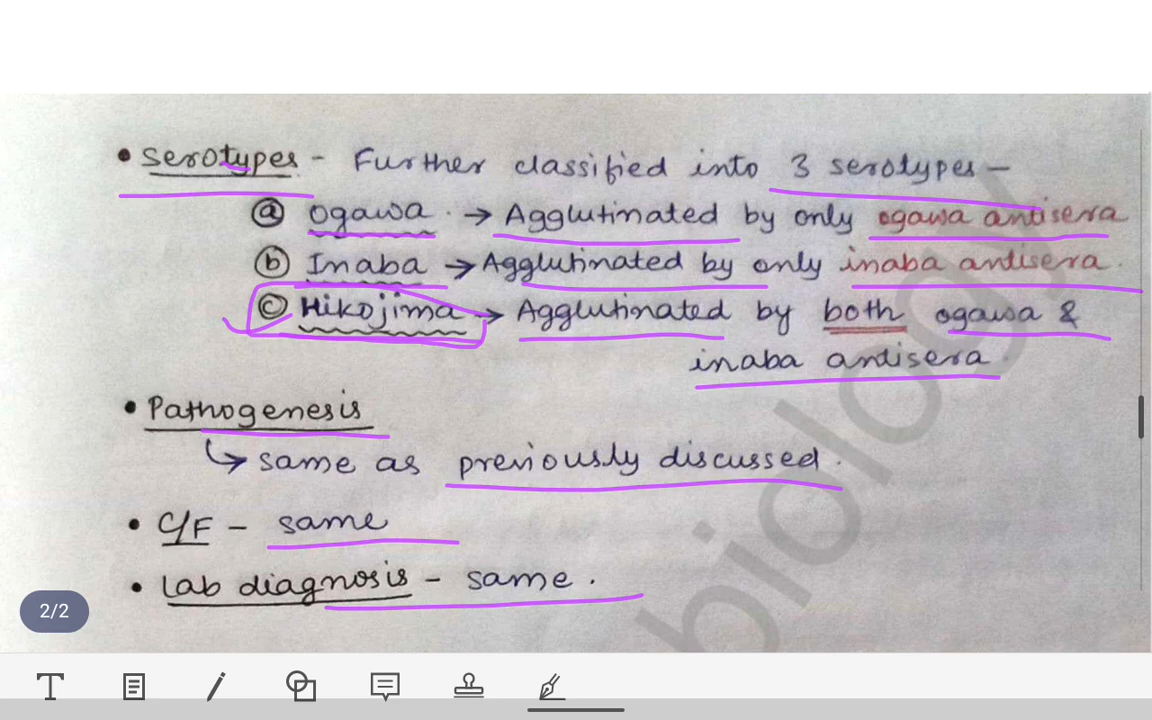 • Serotypes - Further classified into 3 serotypes -
ⓐ ogawa → Agglutinated by only ogawa antisera
ⓑ Inaba → Agglutinated by only inaba antisera.
ⓒ Hikojima → Agglutinated by both ogawa &
inaba antisera
• Pathogenesis
↳ same as previously discussed.
• C/F - same
• Lab diagnosis - same.
biology
2/2
T